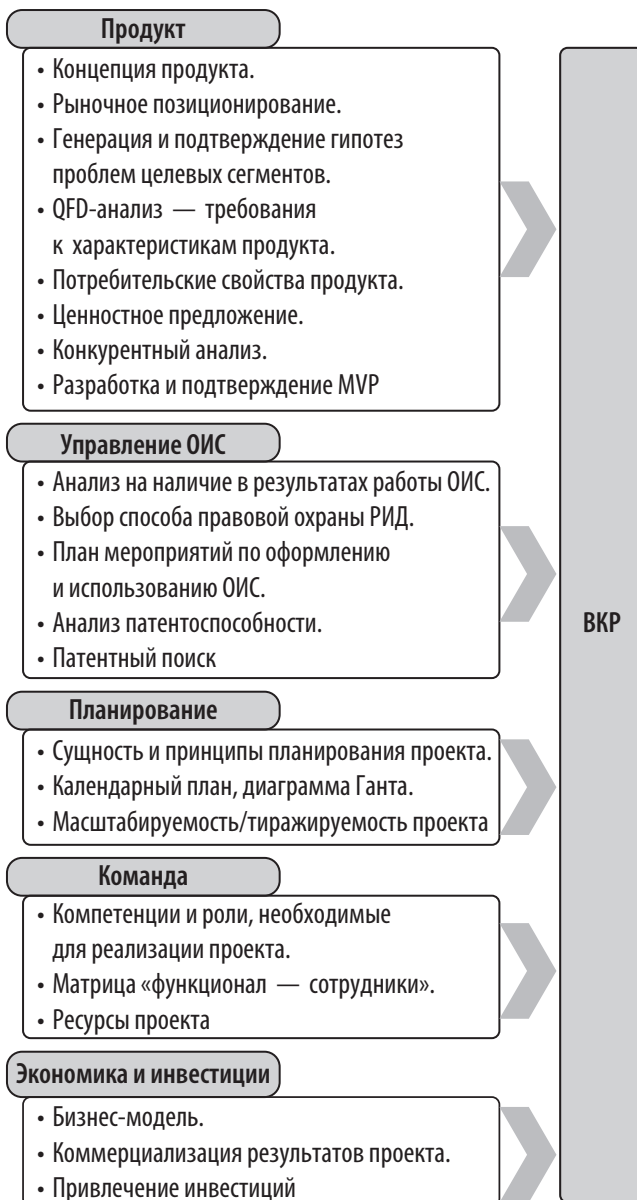 Продукт
• Концепция продукта.
• Рыночное позиционирование.
• Генерация и подтверждение гипотез
проблем целевых сегментов.
• QFD-анализ — требования
к характеристикам продукта.
• Потребительские свойства продукта.
• Ценностное предложение.
• Конкурентный анализ.
• Разработка и подтверждение MVP
Управление ОИС
• Анализ на наличие в результатах работы ОИС.
• Выбор способа правовой охраны РИД.
• План мероприятий по оформлению
и использованию ОИС.
• Анализ патентоспособности.
• Патентный поиск
Планирование
• Сущность и принципы планирования проекта.
• Календарный план, диаграмма Ганта.
• Масштабируемость/тиражируемость проекта
Команда
• Компетенции и роли, необходимые
для реализации проекта.
• Матрица «функционал — сотрудники».
• Ресурсы проекта
Экономика и инвестиции
• Бизнес-модель.
• Коммерциализация результатов проекта.
• Привлечение инвестиций
ВКР